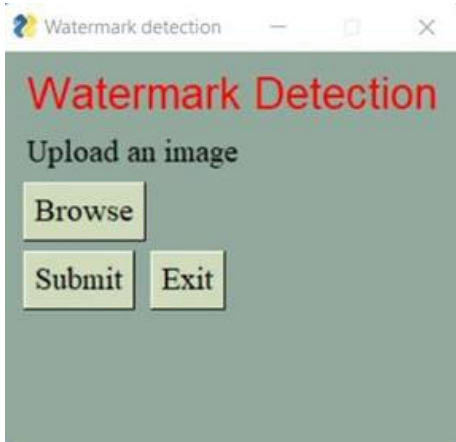 Watermark detection
Watermark Detection
Upload an image
Browse
Submit Exit